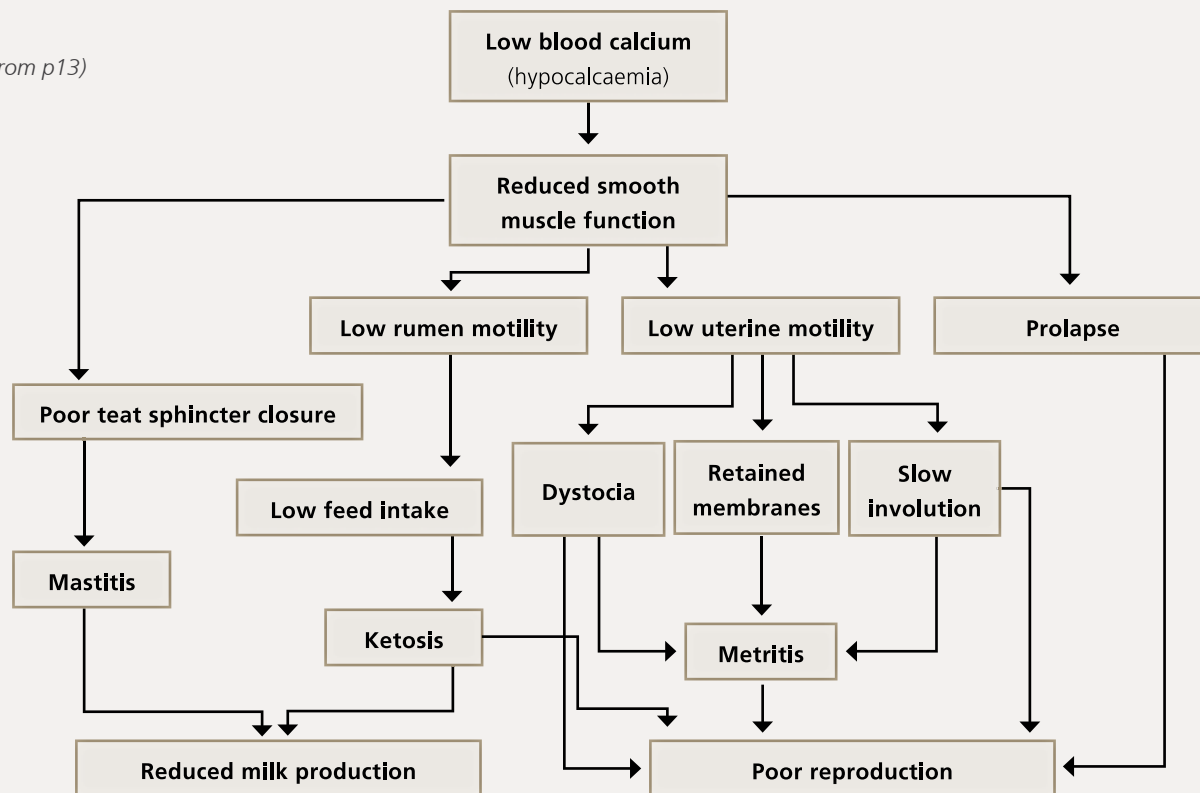 Low blood calcium
(hypocalcaemia)
rom p13)
Reduced smooth
muscle function
Low rumen motility
Low uterine motility
Prolapse
Poor teat sphincter closure
Low feed intake
Dystocia
Retained
membranes
Slow
involution
Mastitis
Ketosis
Metritis
Reduced milk production
Poor reproduction